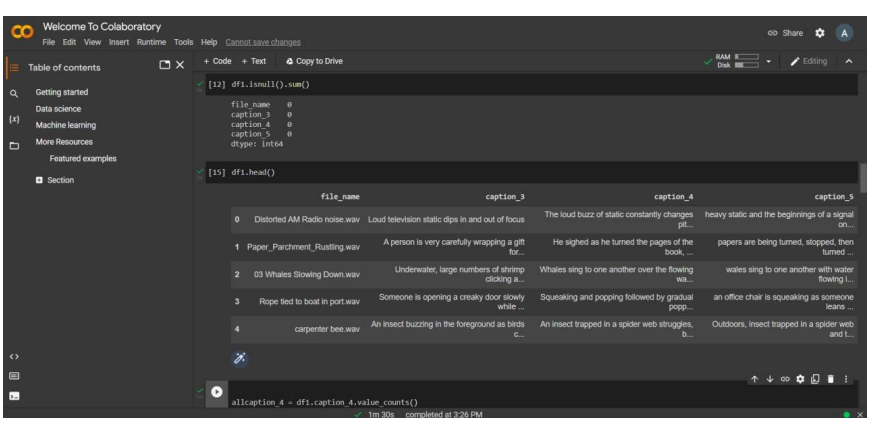 Welcome To Colaboratory
File Edit View Insert Runtime Tools Help Cannot save changes
Share A
Table of contents
+ Code + Text Copy to Drive
RAM
Disk
Editing
Getting started
Data science
Machine learning
More Resources
Featured examples
Section
{x}
[12] df1.isnull().sum()
file_name 0
caption_3 0
caption_4 0
caption_5 0
dtype: int64
[15] df1.head()
file_name caption_3 caption_4 caption_5
0 Distorted AM Radio noise.wav Loud television static dips in and out of focus The loud buzz of static constantly changes pit... heavy static and the beginnings of a signal on...
1 Paper_Parchment_Rustling.wav A person is very carefully wrapping a gift for... He sighed as he turned the pages of the book, ... papers are being turned, stopped, then turned ...
2 03 Whales Slowing Down.wav Underwater, large numbers of shrimp clicking a... Whales sing to one another over the flowing wa... wales sing to one another with water flowing i...
3 Rope tied to boat in port.wav Someone is opening a creaky door slowly while ... Squeaking and popping followed by gradual popp... an office chair is squeaking as someone leans ...
4 carpenter bee.wav An insect buzzing in the foreground as birds c... An insect trapped in a spider web struggles, b... Outdoors, insect trapped in a spider web and t...
allcaption_4 = df1.caption_4.value_counts()
1m 30s completed at 3:26 PM